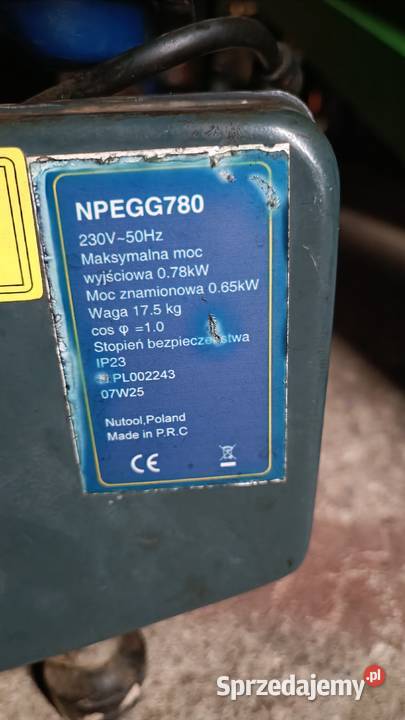 NPEGG780
230V~50Hz
Maksymalna moc
wyjściowa 0.78kW
Moc znamionowa 0.65kW
Waga 17.5 kg
cos φ =1.0
Stopień bezpieczeństwa
IP23
PL002243
07W25
Nutool,Poland
Made in P.R.C
CE
Sprzedajemy.pl